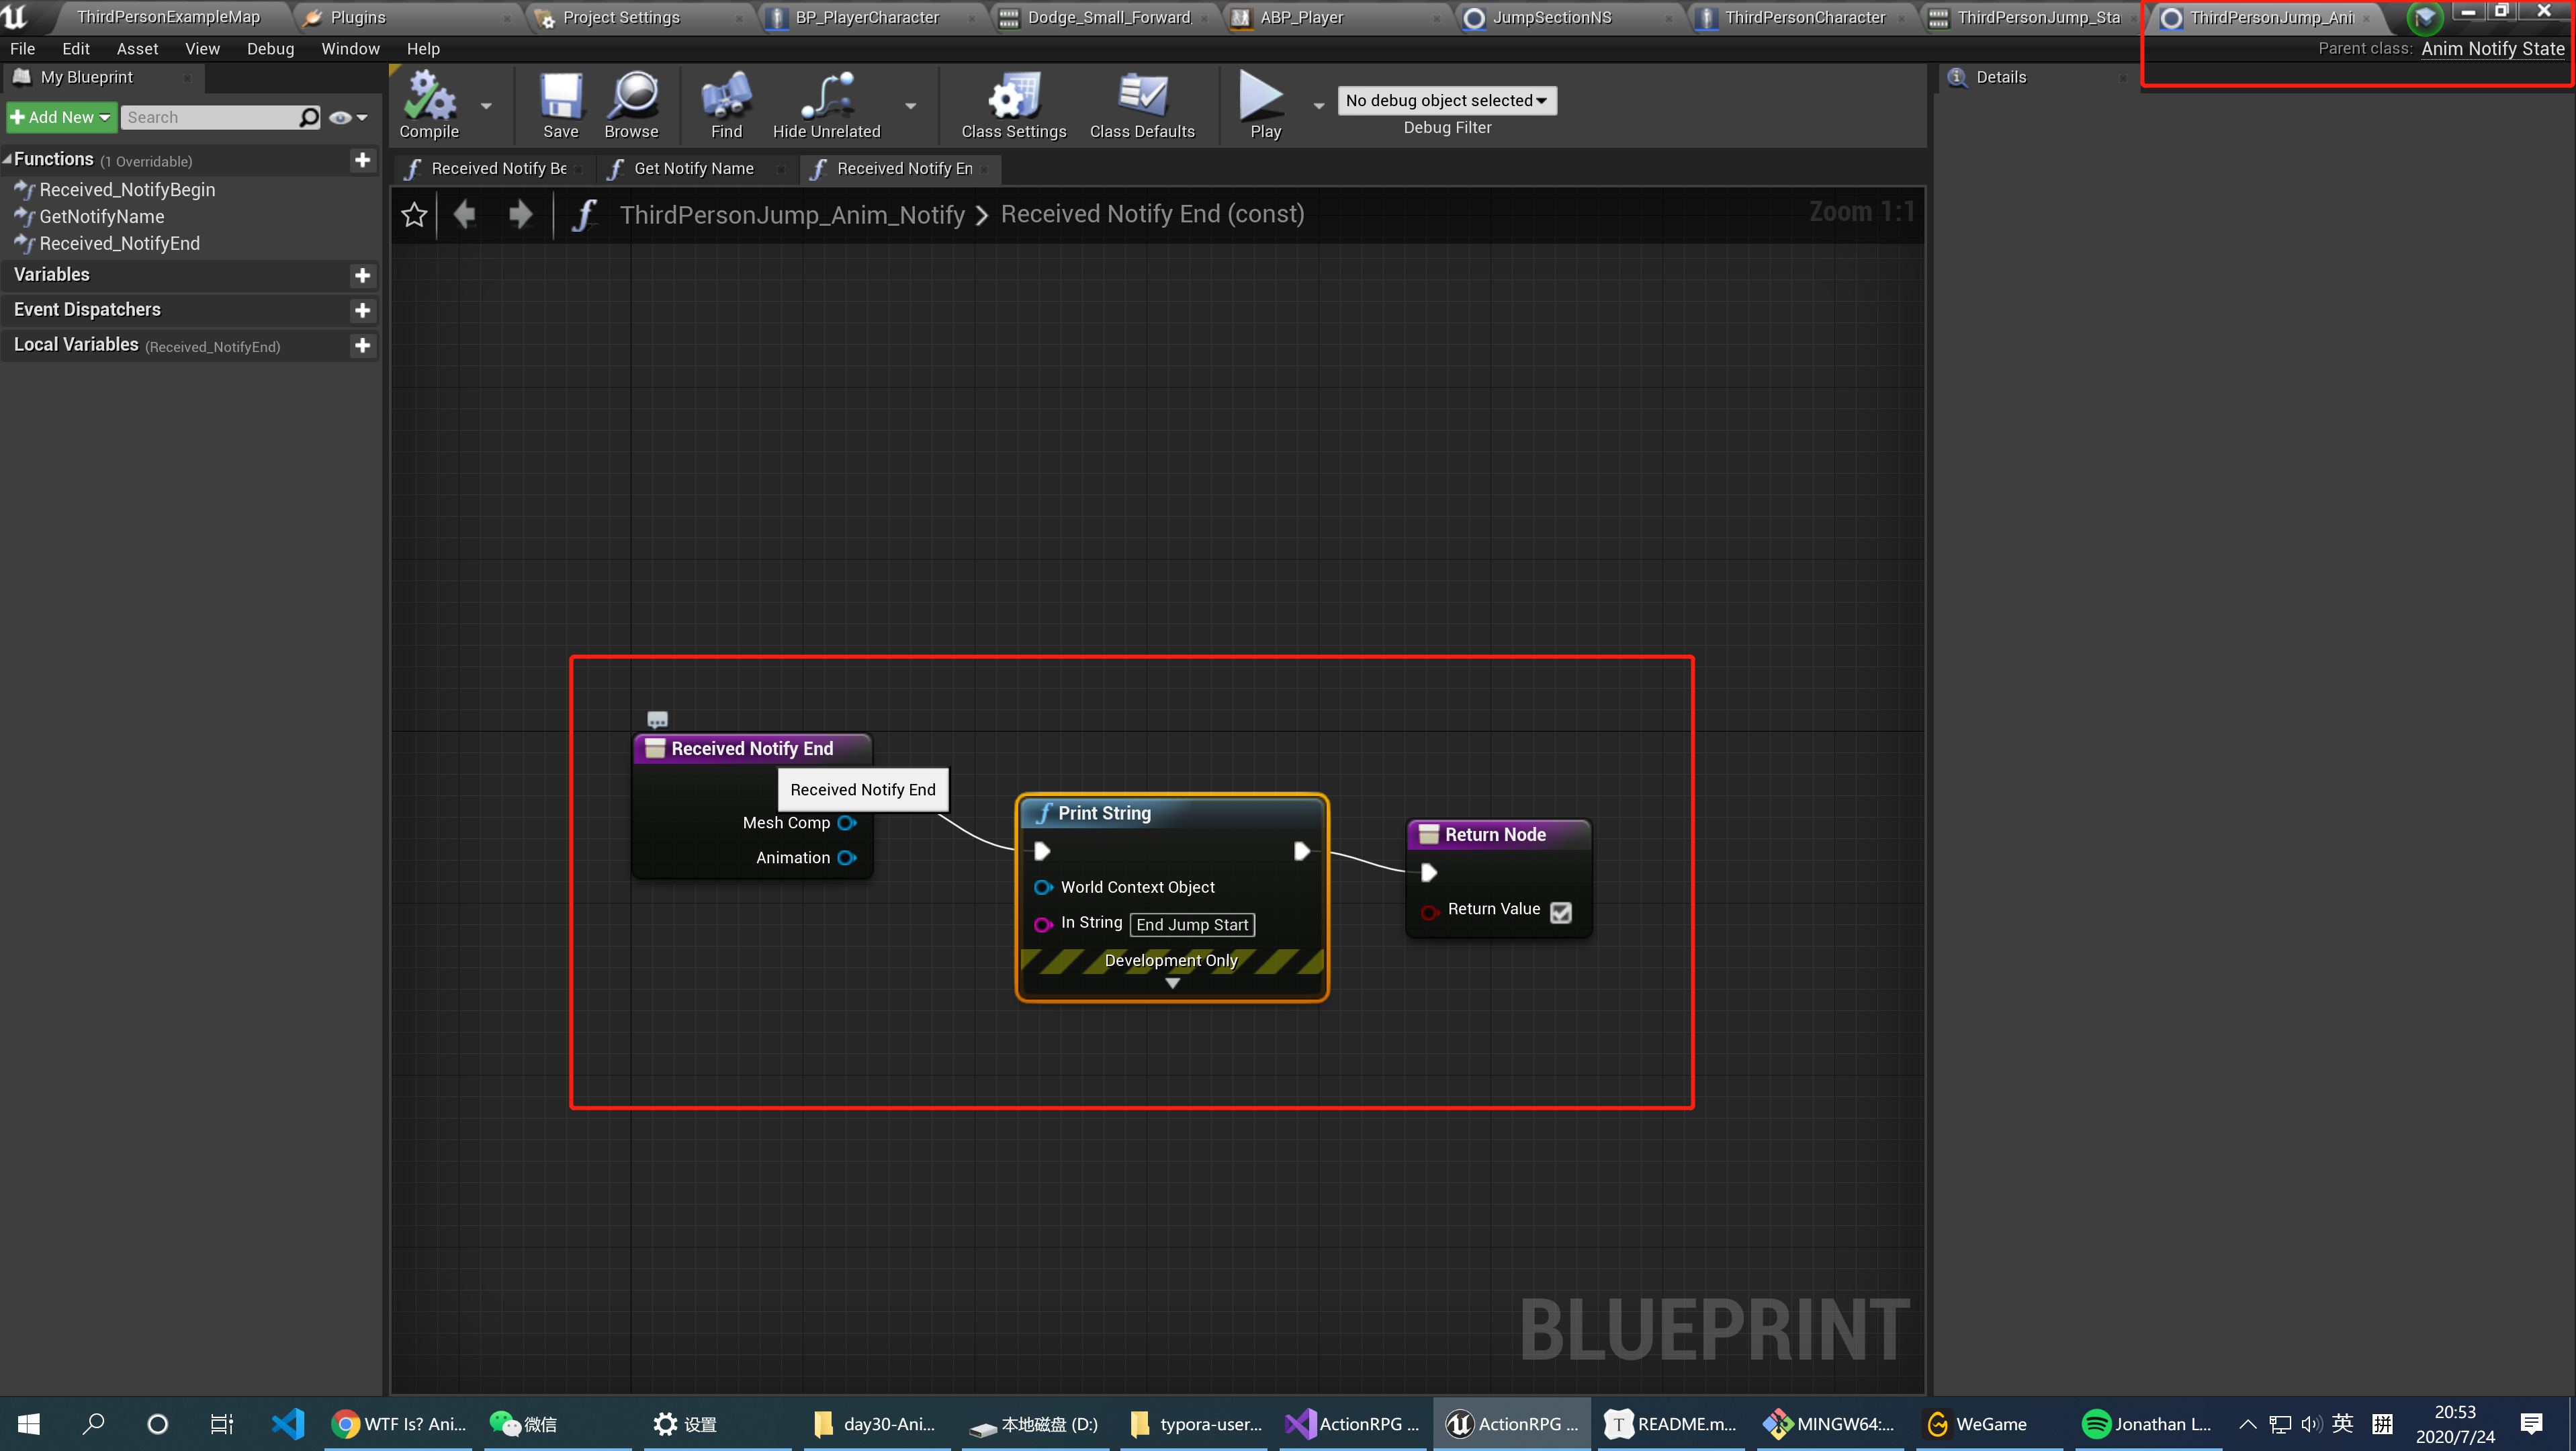 ThirdPersonExampleMap
Plugins
Project Settings
BP_PlayerCharacter
Dodge_Small_Forward
ABP_Player
JumpSectionNS
ThirdPersonCharacter
ThirdPersonJump_Sta
ThirdPersonJump_Ani
File Edit Asset View Debug Window Help
Parent class: Anim Notify State
My Blueprint
Details
Add New
Search
Compile
Save
Browse
Find
Hide Unrelated
Class Settings
Class Defaults
Play
No debug object selected
Debug Filter
Functions (1 Overridable)
Received_NotifyBegin
GetNotifyName
Received_NotifyEnd
Variables
Event Dispatchers
Local Variables (Received_NotifyEnd)
Received Notify Be
Get Notify Name
Received Notify En
ThirdPersonJump_Anim_Notify > Received Notify End (const)
Zoom 1:1
Received Notify End
Received Notify End
Mesh Comp
Animation
Print String
World Context Object
In String End Jump Start
Development Only
Return Node
Return Value
BLUEPRINT
WTF Is? Ani...
微信
设置
day30-Ani...
本地磁盘 (D:)
typora-user...
ActionRPG ...
ActionRPG ...
README.m...
MINGW64:...
WeGame
Jonathan L...
英
拼
20:53
2020/7/24